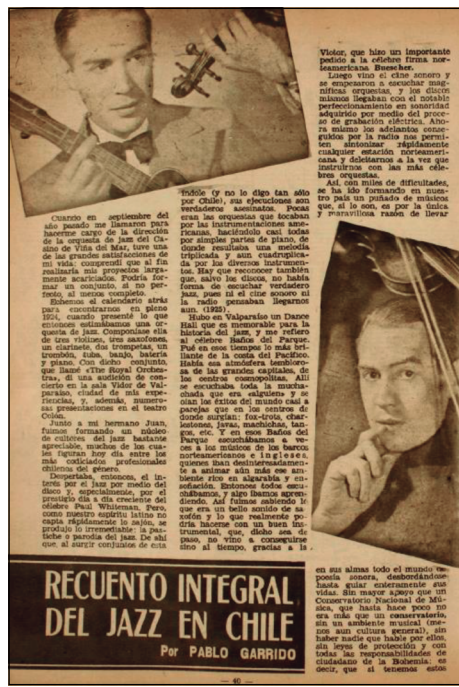 Cuando en septiembre del
año pasado me llamaron para
hacerme cargo de la dirección
de la orquesta de jazz del Ca-
sino de Viña del Mar, tuve una
de las grandes satisfacciones de
mi vida: comprendí que al fin
realizaría mis proyectos larga-
mente acariciados. Podría for-
mar un conjunto, si no per-
fecto, al menos completo.
Echemos el calendario atrás
para encontrarnos en pleno
1924, cuando presenté lo que
entonces estimábamos una or-
questa de jazz. Componíase ella
de tres violines, tres saxofones,
un clarinete, dos trompetas, un
trombón, tuba, banjo, batería
y piano. Con dicho conjunto,
que llamé «The Royal Orches-
tra», di una audición de con-
cierto en la sala Vidor de Val-
paraíso, ciudad de mis expe-
riencias, y, además, numero-
sas presentaciones en el teatro
Colón.
Junto a mi hermano Juan,
fuimos formando un núcleo
de cultores del jazz bastante
apreciable, muchos de los cua-
les figuran hoy día entre los
más codiciados profesionales
chilenos del género.
Despertaba, entonces, el in-
terés por el jazz por medio del
disco y, especialmente, por el
prestigio día a día creciente del
célebre Paul Whiteman. Pero,
como nuestro espíritu latino no
capta rápidamente lo sajón, se
produjo lo irremediable: la pas-
tiche o parodia del jazz. De ahí
que, al surgir conjuntos de esta
índole (y no lo digo tan sólo
por Chile), sus ejecuciones son
verdaderos asesinatos. Pocas
eran las orquestas que tocaban
por las instrumentaciones ame-
ricanas, haciéndolo casi todas
por simples partes de piano, de
donde resultaba una melodía
triplicada y aun cuadruplica-
da por los diversos instrumen-
tos. Hay que reconocer también
que, salvo los discos, no había
forma de escuchar verdadero
jazz, pues ni el cine sonoro ni
la radio pensaban llegarnos
aun. (1925).
Hubo en Valparaíso un Dance
Hall que es memorable para la
historia del jazz, y me refiero
al célebre Baños del Parque.
Fué en esos tiempos lo más bri-
llante de la costa del Pacífico.
Había esa atmósfera temblоro-
sa de las grandes capitales, de
los centros cosmopolitas. Allí
se escuchaba toda la mucha-
chada que era «alguien» y se
oían los éxitos del mundo casi a
parejas que en los centros de
donde surgían: fox-trots, char-
lestones, javas, machichas, tan-
gos, etc. Y en esos Baños del
Parque escuchábamos a ve-
ces a los músicos de los barcos
norteamericanos e ingleses,
quienes iban desinteresadamen-
te a animar aún más ese am-
biente rico en algarabía y en-
señación. Entonces todos escu-
chábamos, y algo íbamos apren-
diendo. Así fuimos sabiendo lo
que era un bello sonido de sa-
xofón y lo que realmente po-
dría hacerse con un buen ins-
trumental, que, dicho sea de
paso, no vino a conseguirse
sino al tiempo, gracias a la
Victor, que hizo un importante
pedido a la célebre firma nor-
teamericana Buescher.
Luego vino el cine sonoro y
se empezaron a escuchar mag-
níficas orquestas, y los discos
mismos llegaban con el notable
perfeccionamiento en sonoridad
adquirido por medio del proce-
so de grabación eléctrica. Aho-
ra mismo los adelantos conse-
guidos por la radio nos permi-
ten sintonizar rápidamente
cualquier estación norteameri-
cana y deleitarnos a la vez que
instruirnos con las más céle-
bres orquestas.
Así, con miles de dificultades,
se ha ido formando en nues-
tro país un puñado de músicos
que, si lo son, es por la única
y maravillosa razón de llevar
en sus almas todo el mundo de
poesía sonora, desbordándose
hasta guiar enteramente sus
vidas. Sin mayor apoyo que un
Conservatorio Nacional de Mú-
sica, que hasta hace poco no
era más que un conservatorio,
sin un ambiente musical (me-
nos aun cultura general), sin
haber nadie que hable por ellos,
sin leyes de protección y con
todas las responsabilidades de
ciudadano de la Bohemia: es
decir, que si tenemos estos
RECUENTO INTEGRAL
DEL JAZZ EN CHILE
Por PABLO GARRIDO
— 40 —